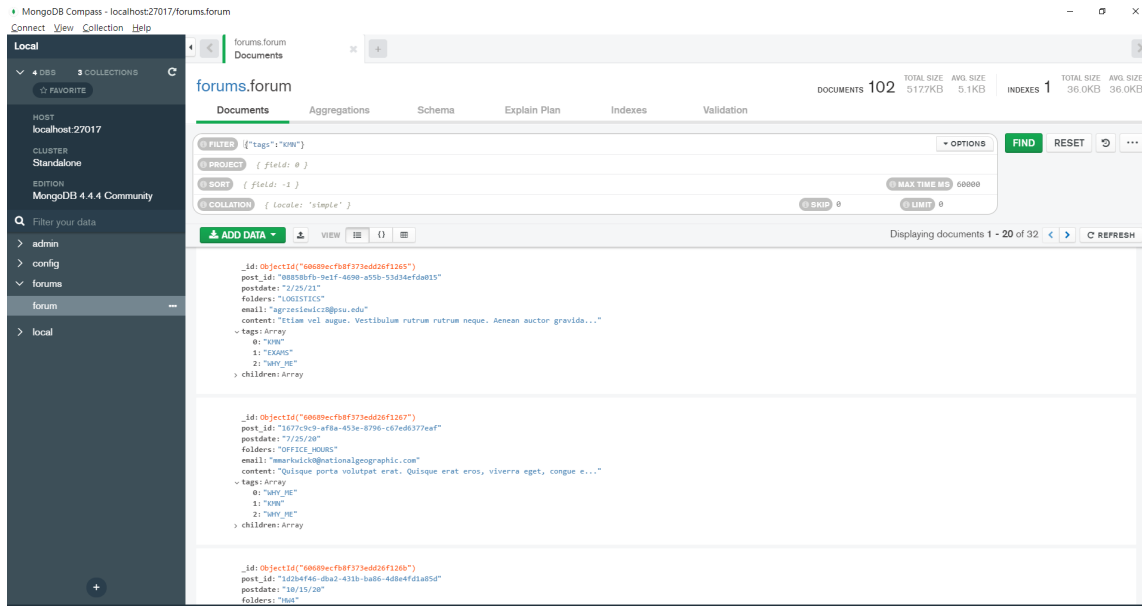 MongoDB Compass - localhost:27017/forums.forum
Connect View Collection Help
Local
4 DBS 3 COLLECTIONS
FAVORITE
HOST
localhost:27017
CLUSTER
Standalone
EDITION
MongoDB 4.4.4 Community
Filter your data
admin
config
forums
forum
local
forums.forum
Documents
forums.forum
DOCUMENTS 102 TOTAL SIZE 5177KB AVG. SIZE 5.1KB INDEXES 1 TOTAL SIZE 36.0KB AVG. SIZE 36.0KB
Documents Aggregations Schema Explain Plan Indexes Validation
FILTER {"tags":"KMN"} OPTIONS FIND RESET
PROJECT { field: 0 }
SORT { field: -1 } MAX TIME MS 60000
COLLATION { locale: 'simple' } SKIP 0 LIMIT 0
ADD DATA VIEW {} Displaying documents 1 - 20 of 32 < > REFRESH
_id: ObjectId("60689ecfb8f373edd26f1265")
post_id: "08858bfb-9e1f-4690-a55b-53d34efda015"
postdate: "2/25/21"
folders: "LOGISTICS"
email: "agrzesiewicz8@psu.edu"
content: "Etiam vel augue. Vestibulum rutrum rutrum neque. Aenean auctor gravida..."
tags: Array
0: "KMN"
1: "EXAMS"
2: "WHY_ME"
children: Array
_id: ObjectId("60689ecfb8f373edd26f1267")
post_id: "1677c9c9-af8a-453e-8796-c67ed6377eaf"
postdate: "7/25/20"
folders: "OFFICE_HOURS"
email: "mmarkwick0@nationalgeographic.com"
content: "Quisque porta volutpat erat. Quisque erat eros, viverra eget, congue e..."
tags: Array
0: "WHY_ME"
1: "KMN"
2: "WHY_ME"
children: Array
_id: ObjectId("60689ecfb8f373edd26f126b")
post_id: "1d2b4f46-dba2-431b-ba86-4d8e4fd1a85d"
postdate: "10/15/20"
folders: "HW4"